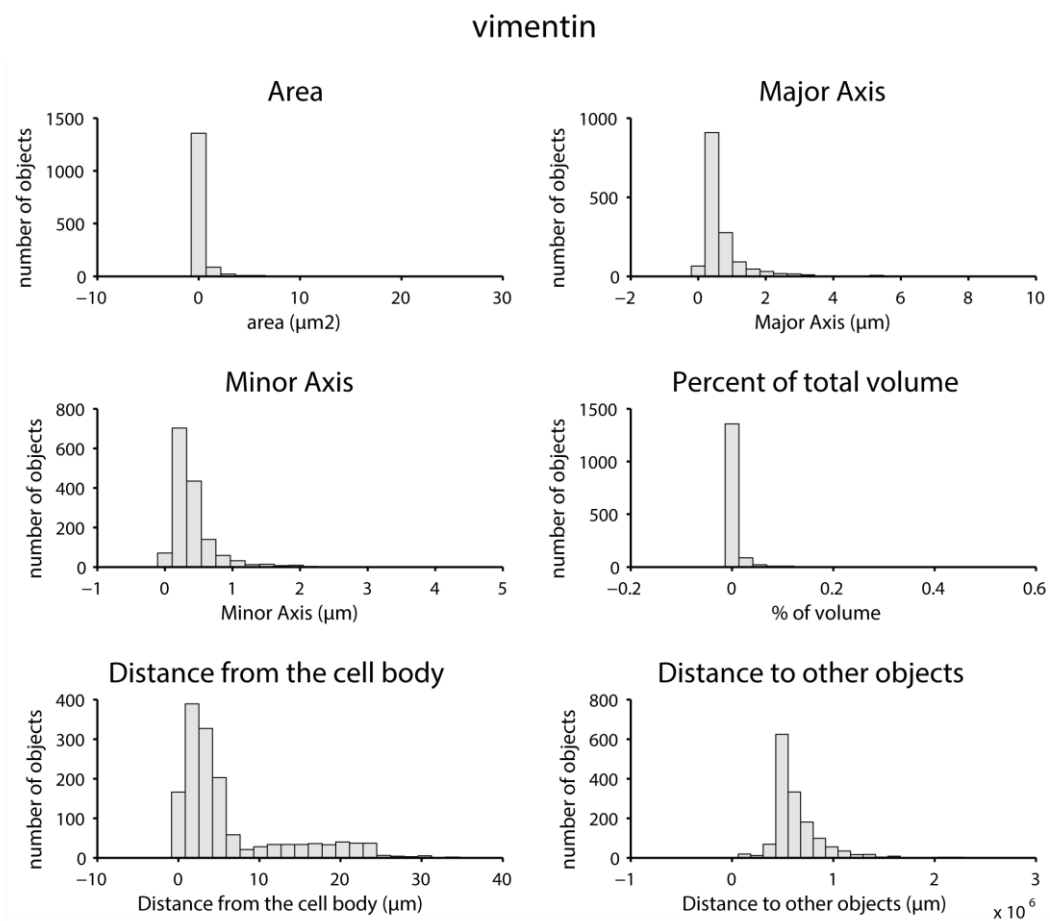 vimentin
Area
number of objects
1500
1000
500
0
−10 0 10 20 30
area (µm2)
Major Axis
number of objects
1000
500
0
−2 0 2 4 6 8 10
Major Axis (µm)
Minor Axis
number of objects
800
600
400
200
0
−1 0 1 2 3 4 5
Minor Axis (µm)
Percent of total volume
number of objects
1500
1000
500
0
−0.2 0 0.2 0.4 0.6
% of volume
Distance from the cell body
number of objects
400
300
200
100
0
−10 0 10 20 30 40
Distance from the cell body (µm)
Distance to other objects
number of objects
800
600
400
200
0
−1 0 1 2 3
Distance to other objects (µm)
x 10 6